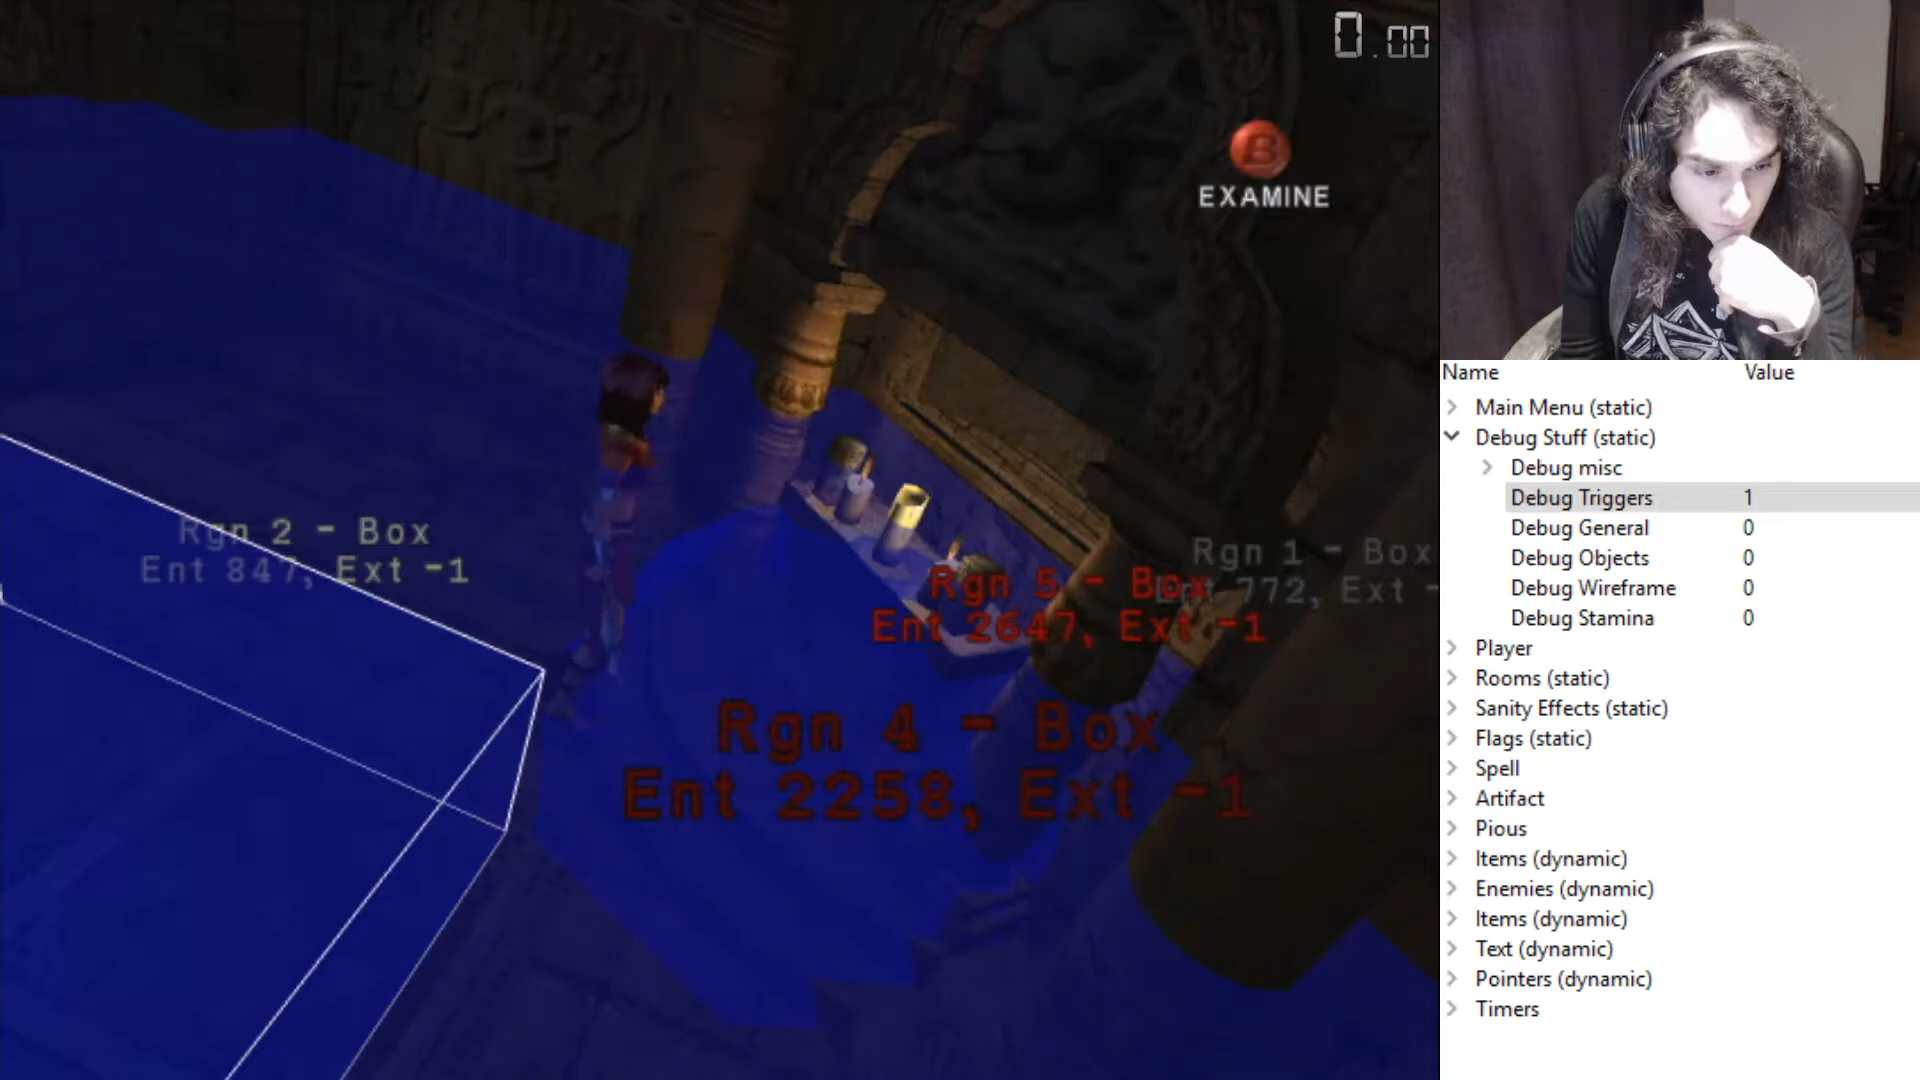 0.00
B
EXAMINE
Rgn 2 - Box
Ent 847, Ext -1
Rgn 1 - Box
Ent 772, Ext -
Rgn 5 - Box
Ent 2647, Ext -1
Rgn 4 - Box
Ent 2258, Ext -1
Name Value
Main Menu (static)
Debug Stuff (static)
Debug misc
Debug Triggers 1
Debug General 0
Debug Objects 0
Debug Wireframe 0
Debug Stamina 0
Player
Rooms (static)
Sanity Effects (static)
Flags (static)
Spell
Artifact
Pious
Items (dynamic)
Enemies (dynamic)
Items (dynamic)
Text (dynamic)
Pointers (dynamic)
Timers